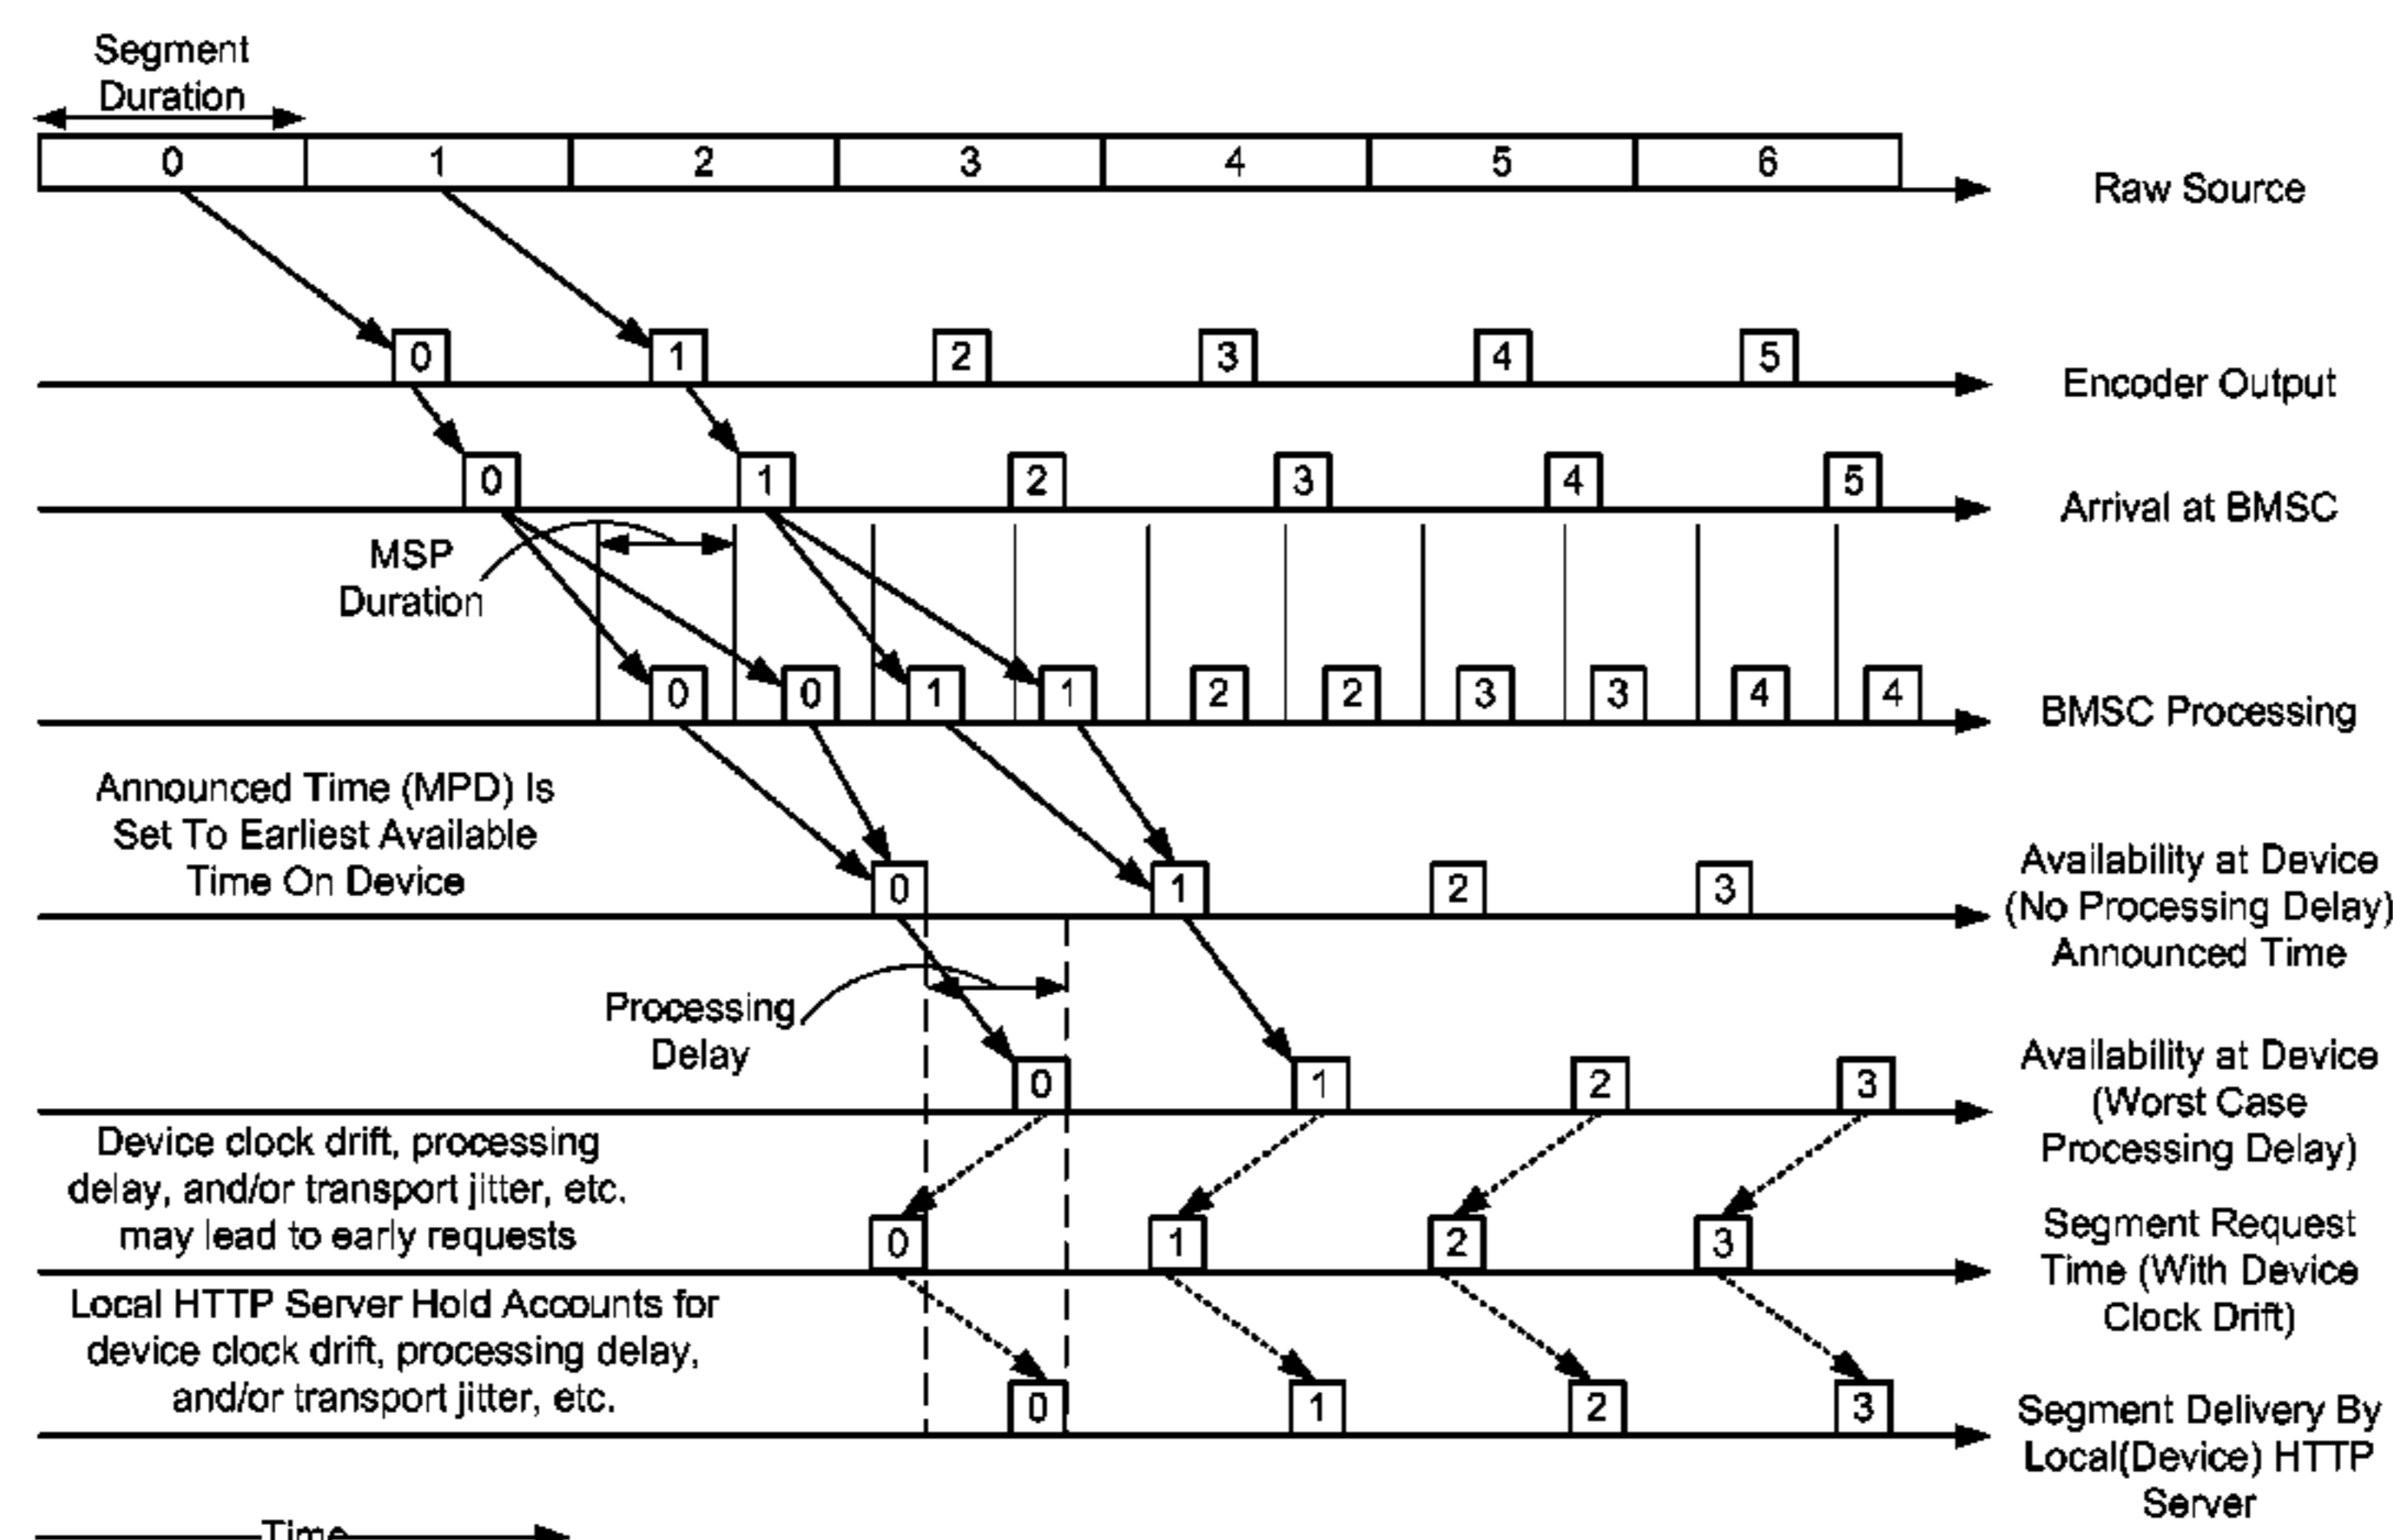 Segment
Duration
0 1 2 3 4 5 6
Raw Source
0 1 2 3 4 5
Encoder Output
0 1 2 3 4 5
Arrival at BMSC
MSP
Duration
0 0 1 1 2 2 3 3 4 4
BMSC Processing
Announced Time (MPD) Is
Set To Earliest Available
Time On Device
0 1 2 3
Availability at Device
(No Processing Delay)
Announced Time
Processing
Delay
0 1 2 3
Availability at Device
(Worst Case
Processing Delay)
Device clock drift, processing
delay, and/or transport jitter, etc.
may lead to early requests
0 1 2 3
Segment Request
Time (With Device
Clock Drift)
Local HTTP Server Hold Accounts for
device clock drift, processing delay,
and/or transport jitter, etc.
0 1 2 3
Segment Delivery By
Local(Device) HTTP
Server
Time